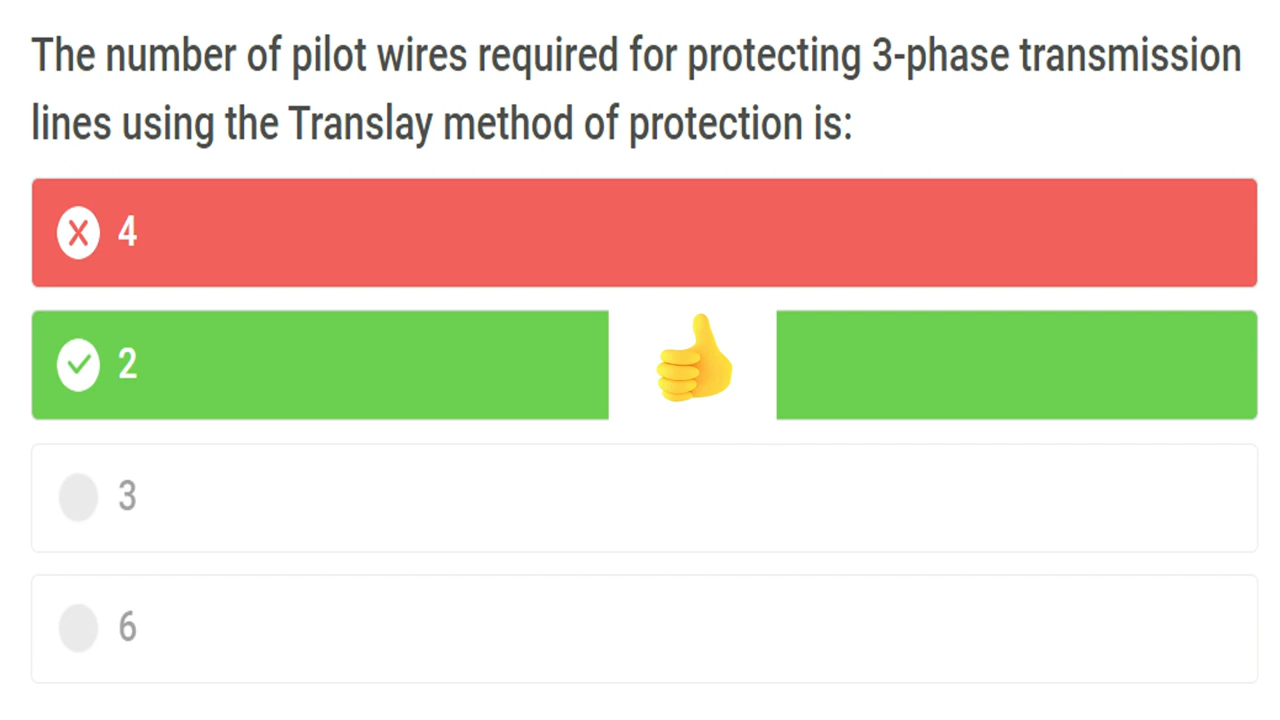 The number of pilot wires required for protecting 3-phase transmission
lines using the Translay method of protection is:
4
2
3
6